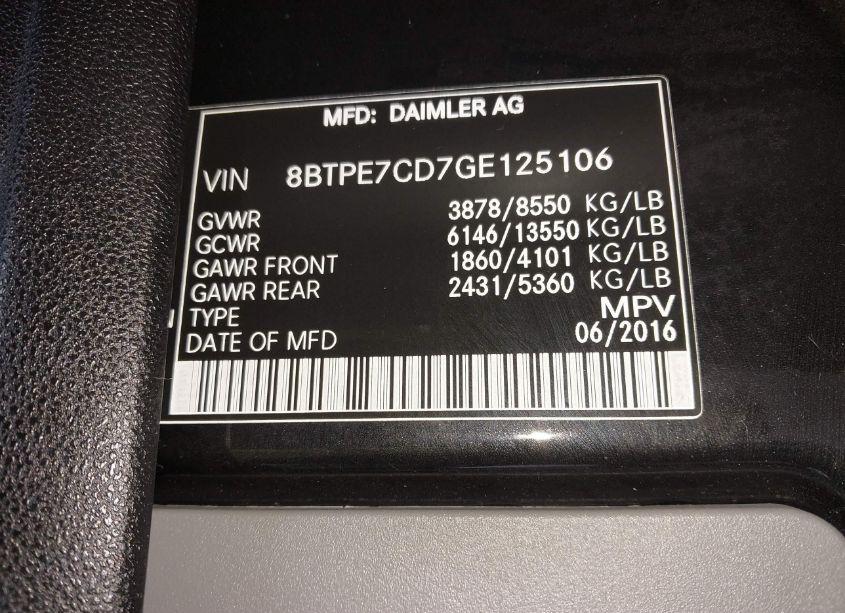 MFD: DAIMLER AG
VIN 8BTPE7CD7GE125106
GVWR 3878/8550 KG/LB
GCWR 6146/13550 KG/LB
GAWR FRONT 1860/4101 KG/LB
GAWR REAR 2431/5360 KG/LB
TYPE MPV
DATE OF MFD 06/2016